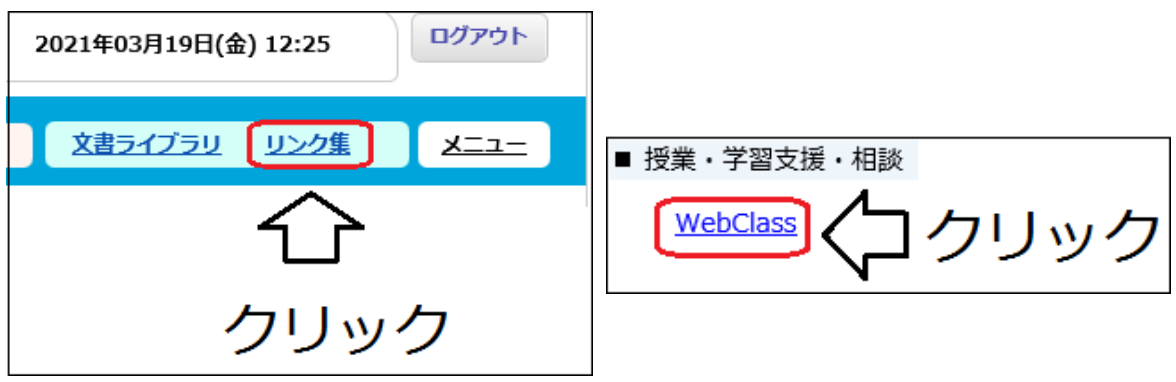 2021年03月19日(金) 12:25 ログアウト
文書ライブラリ リンク集 メニュー
クリック
■ 授業・学習支援・相談
WebClass クリック